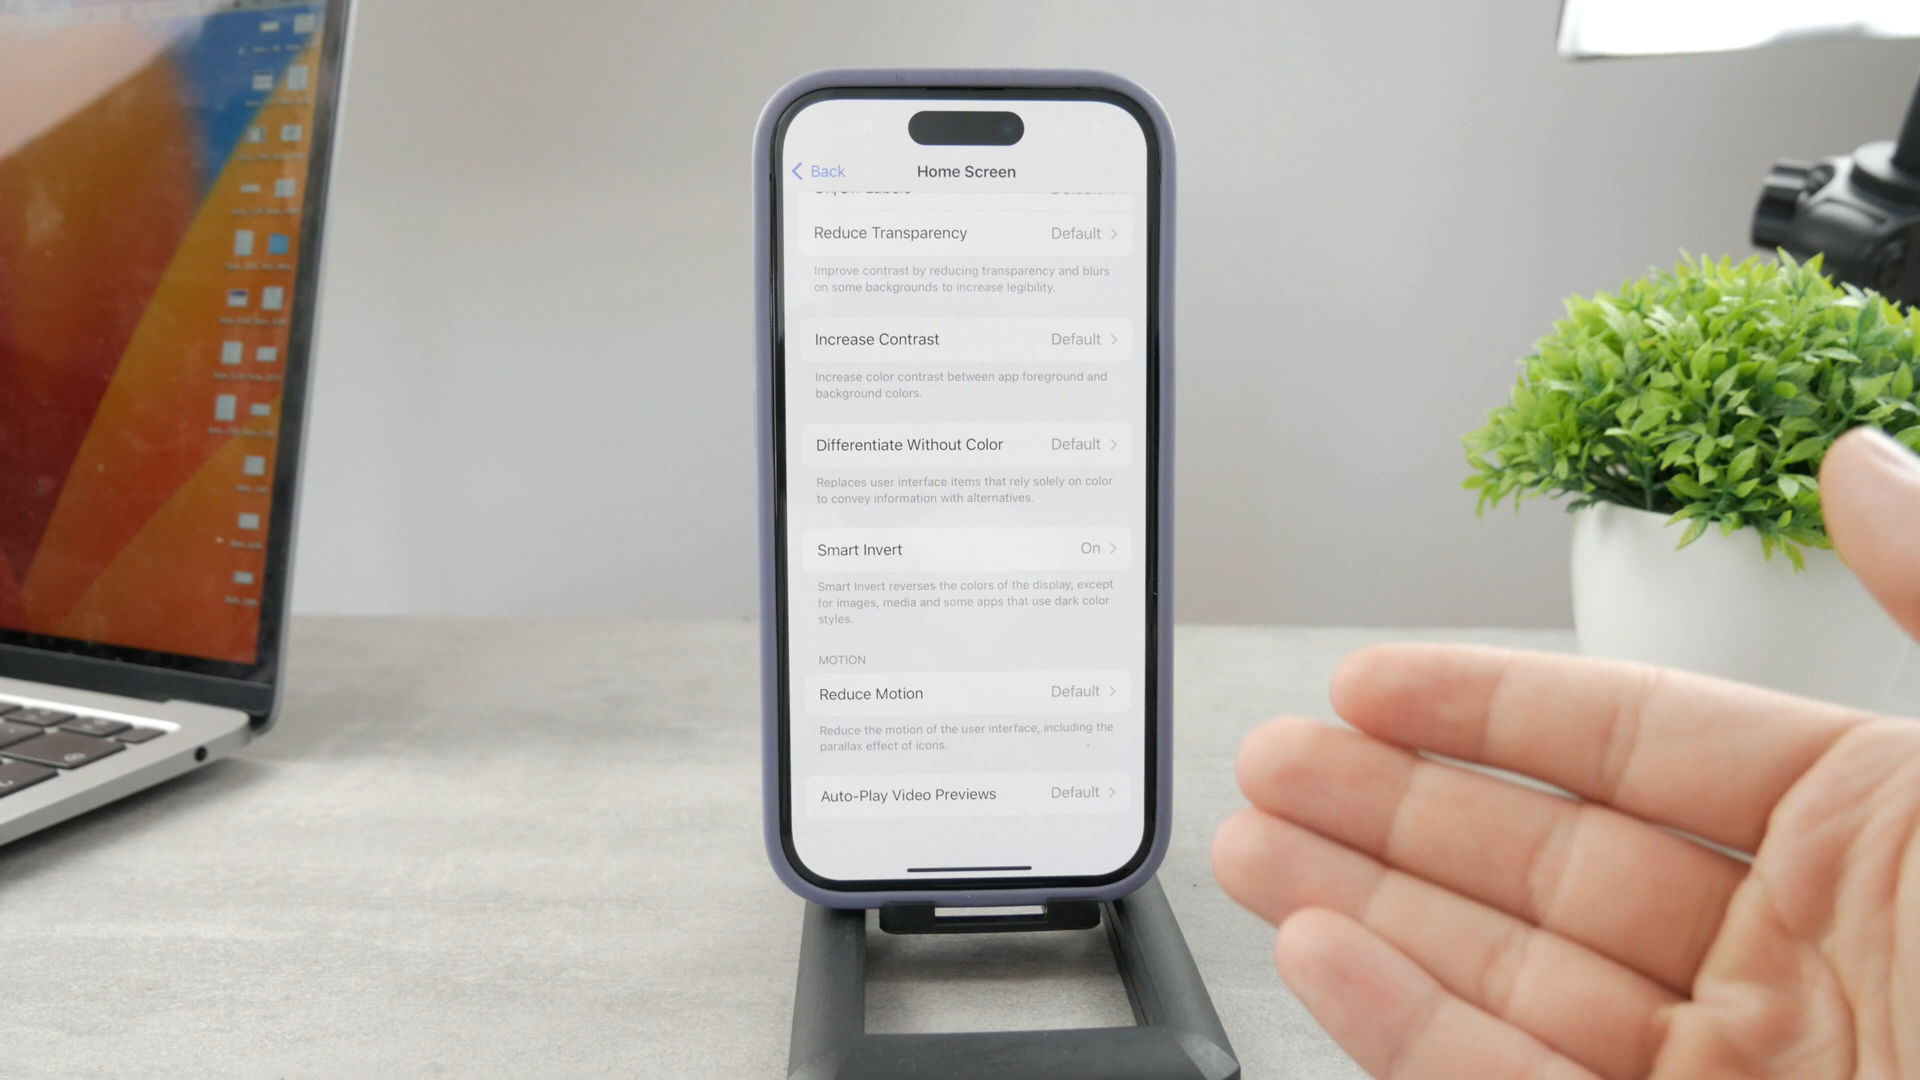 Back
Home Screen
Reduce Transparency
Default
Improve contrast by reducing transparency and blurs
on some backgrounds to increase legibility.
Increase Contrast
Default
Increase color contrast between app foreground and
background colors.
Differentiate Without Color
Default
Replaces user interface items that rely solely on color
to convey information with alternatives.
Smart Invert
On
Smart Invert reverses the colors of the display, except
for images, media and some apps that use dark color
styles.
MOTION
Reduce Motion
Default
Reduce the motion of the user interface, including the
parallax effect of icons.
Auto-Play Video Previews
Default